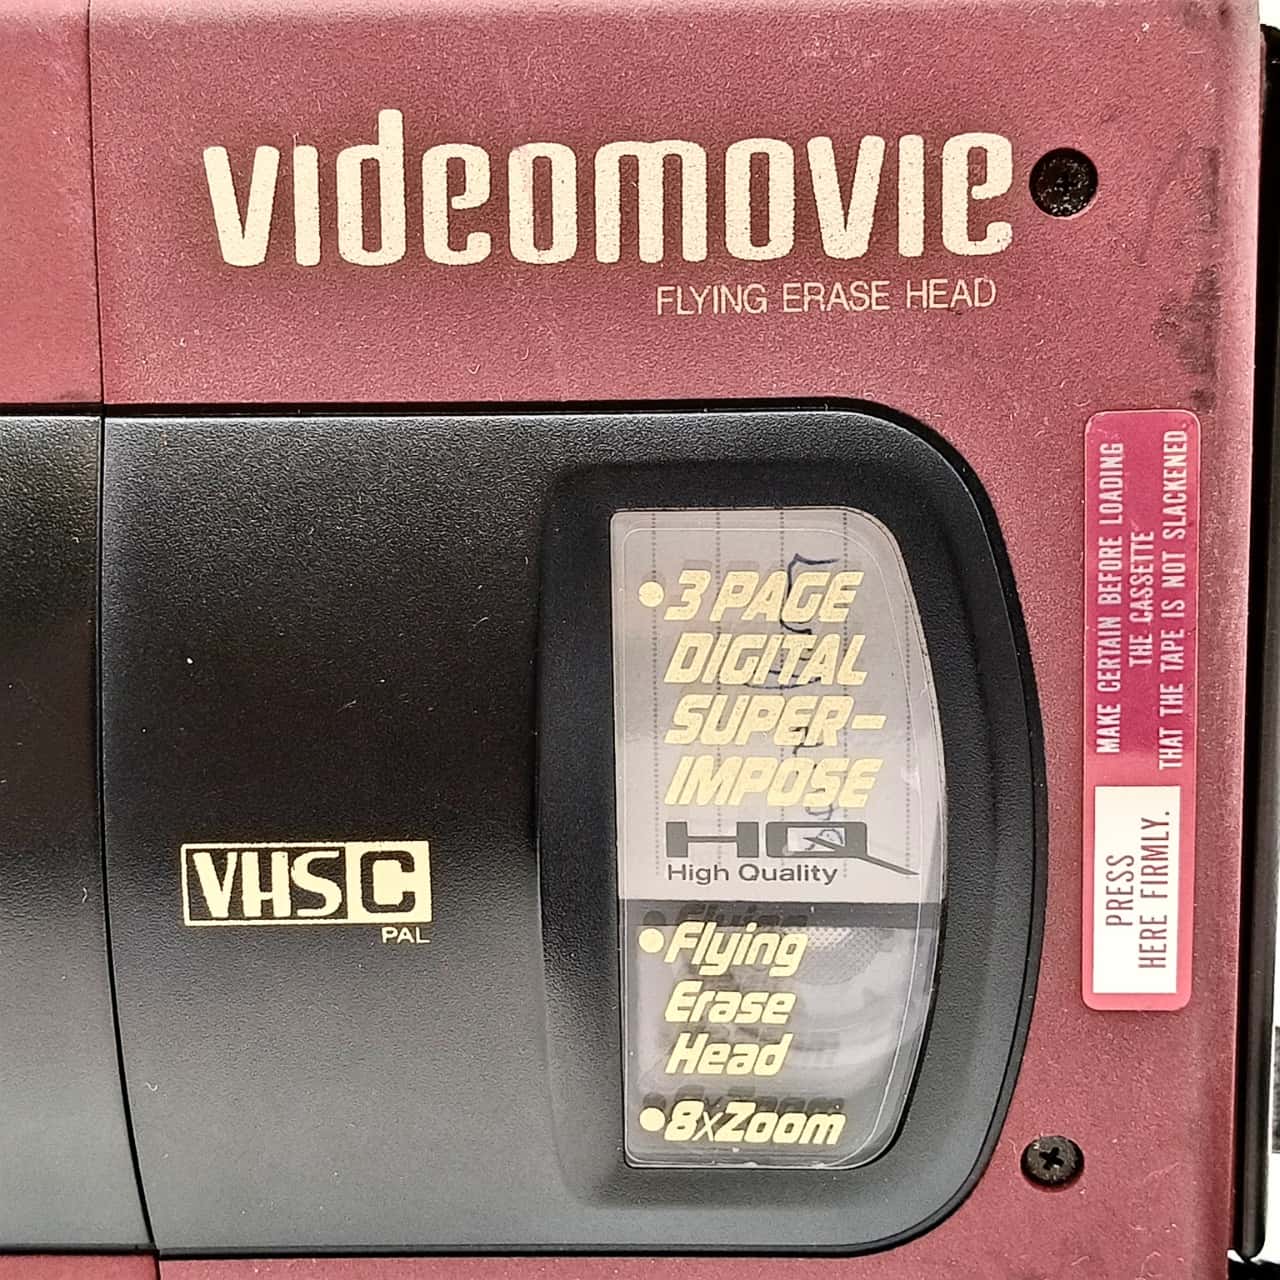 videomovie
FLYING ERASE HEAD
MAKE CERTAIN BEFORE LOADING
THE CASSETTE
THAT THE TAPE IS NOT SLACKENED.
PRESS
HERE FIRMLY.
•3 PAGE
DIGITAL
SUPER-
IMPOSE
HQ
High Quality
•Flying
Erase
Head
•8xZoom
VHSC
PAL